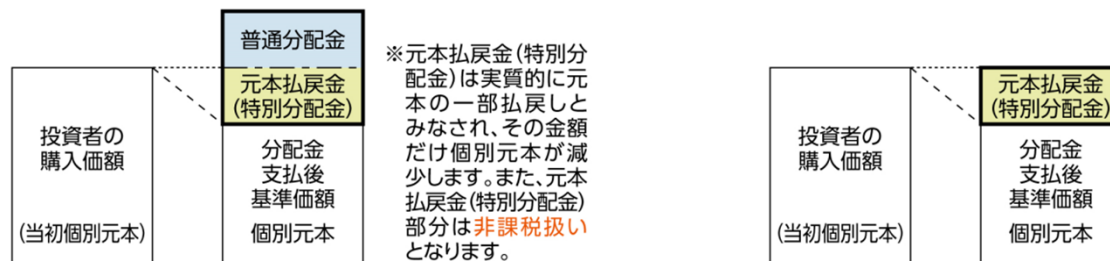 普通分配金
元本払戻金
(特別分配金)
投資者の
購入価額
(当初個別元本)
分配金
支払後
基準価額
個別元本
※元本払戻金(特別分
配金)は実質的に元
本の一部払戻しと
みなされ、その金額
だけ個別元本が減
少します。また、元本
払戻金(特別分配金)
部分は非課税扱い
となります。
元本払戻金
(特別分配金)
投資者の
購入価額
(当初個別元本)
分配金
支払後
基準価額
個別元本